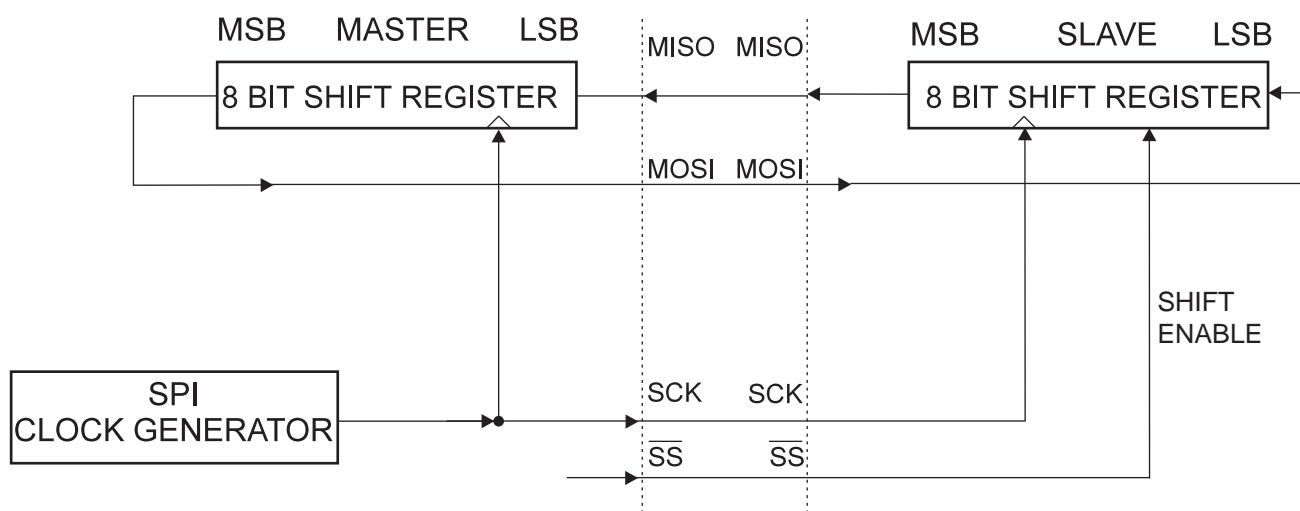 MSB MASTER LSB
MISO MISO
MSB SLAVE LSB
8 BIT SHIFT REGISTER
8 BIT SHIFT REGISTER
MOSI MOSI
SHIFT
ENABLE
SPI
CLOCK GENERATOR
SCK SCK
SS SS